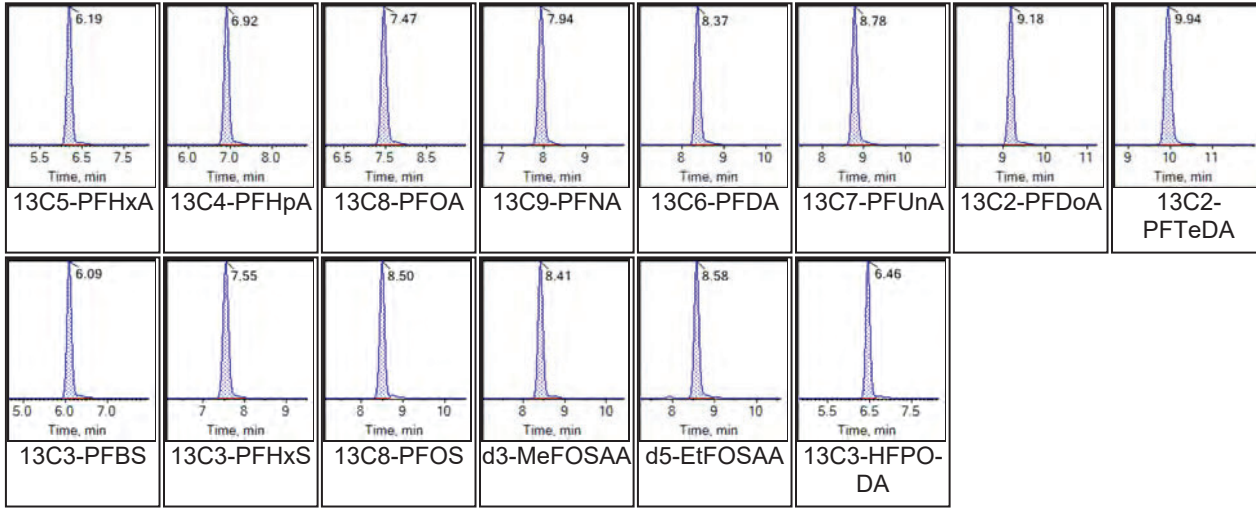 6.19
5.5 6.5 7.5
Time, min
13C5-PFHxA
6.92
6.0 7.0 8.0
Time, min
13C4-PFHpA
7.47
6.5 7.5 8.5
Time, min
13C8-PFOA
7.94
7 8 9
Time, min
13C9-PFNA
8.37
8 9 10
Time, min
13C6-PFDA
8.78
8 9 10
Time, min
13C7-PFUnA
9.18
9 10 11
Time, min
13C2-PFDoA
9.94
9 10 11
Time, min
13C2-
PFTeDA
6.09
5.0 6.0 7.0
Time, min
13C3-PFBS
7.55
7 8 9
Time, min
13C3-PFHxS
8.50
8 9 10
Time, min
13C8-PFOS
8.41
8 9 10
Time, min
d3-MeFOSAA
8.58
8 9 10
Time, min
d5-EtFOSAA
6.46
5.5 6.5 7.5
Time, min
13C3-HFPO-
DA